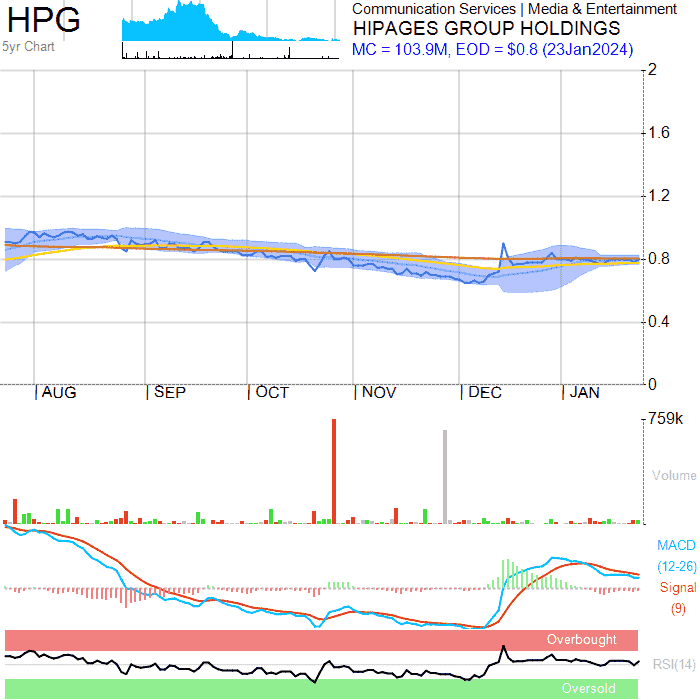 HPG
5yr Chart
Communication Services | Media & Entertainment
HIPAGES GROUP HOLDINGS
MC = 103.9M, EOD = $0.8 (23Jan2024)
2
1.6
1.2
0.8
0.4
0
AUG
SEP
OCT
NOV
DEC
JAN
759k
Volume
MACD
(12-26)
Signal
(9)
Overbought
RSI(14)
Oversold